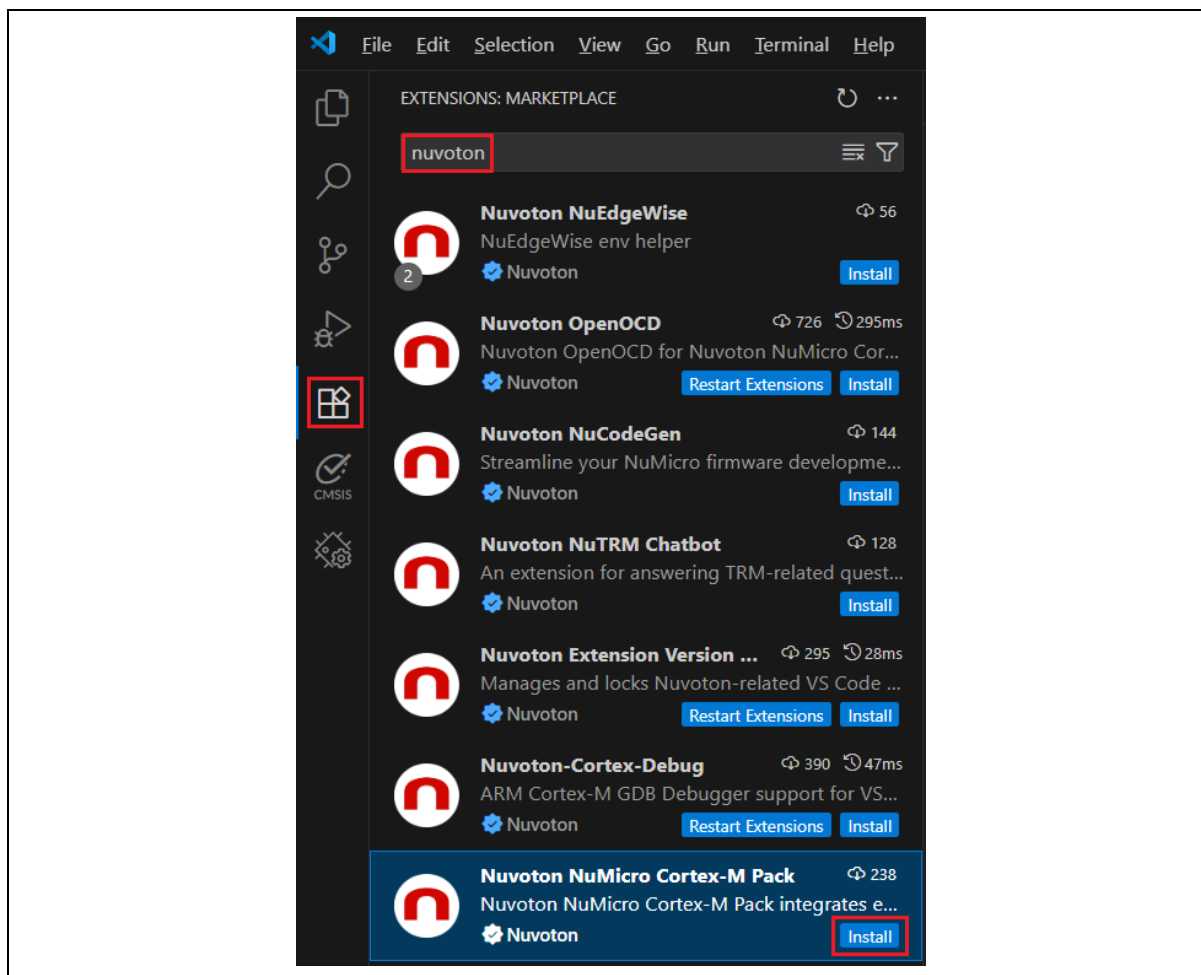 File Edit Selection View Go Run Terminal Help
EXTENSIONS: MARKETPLACE
nuvoton
Nuvoton NuEdgeWise 56
NuEdgeWise env helper
2
Nuvoton Install
Nuvoton OpenOCD 726 295ms
Nuvoton OpenOCD for Nuvoton NuMicro Cor...
Nuvoton Restart Extensions Install
Nuvoton NuCodeGen 144
Streamline your NuMicro firmware developme...
CMSIS
Nuvoton Install
Nuvoton NuTRM Chatbot 128
An extension for answering TRM-related quest...
Nuvoton Install
Nuvoton Extension Version ... 295 28ms
Manages and locks Nuvoton-related VS Code ...
Nuvoton Restart Extensions Install
Nuvoton-Cortex-Debug 390 47ms
ARM Cortex-M GDB Debugger support for VS...
Nuvoton Restart Extensions Install
Nuvoton NuMicro Cortex-M Pack 238
Nuvoton NuMicro Cortex-M Pack integrates e...
Nuvoton Install